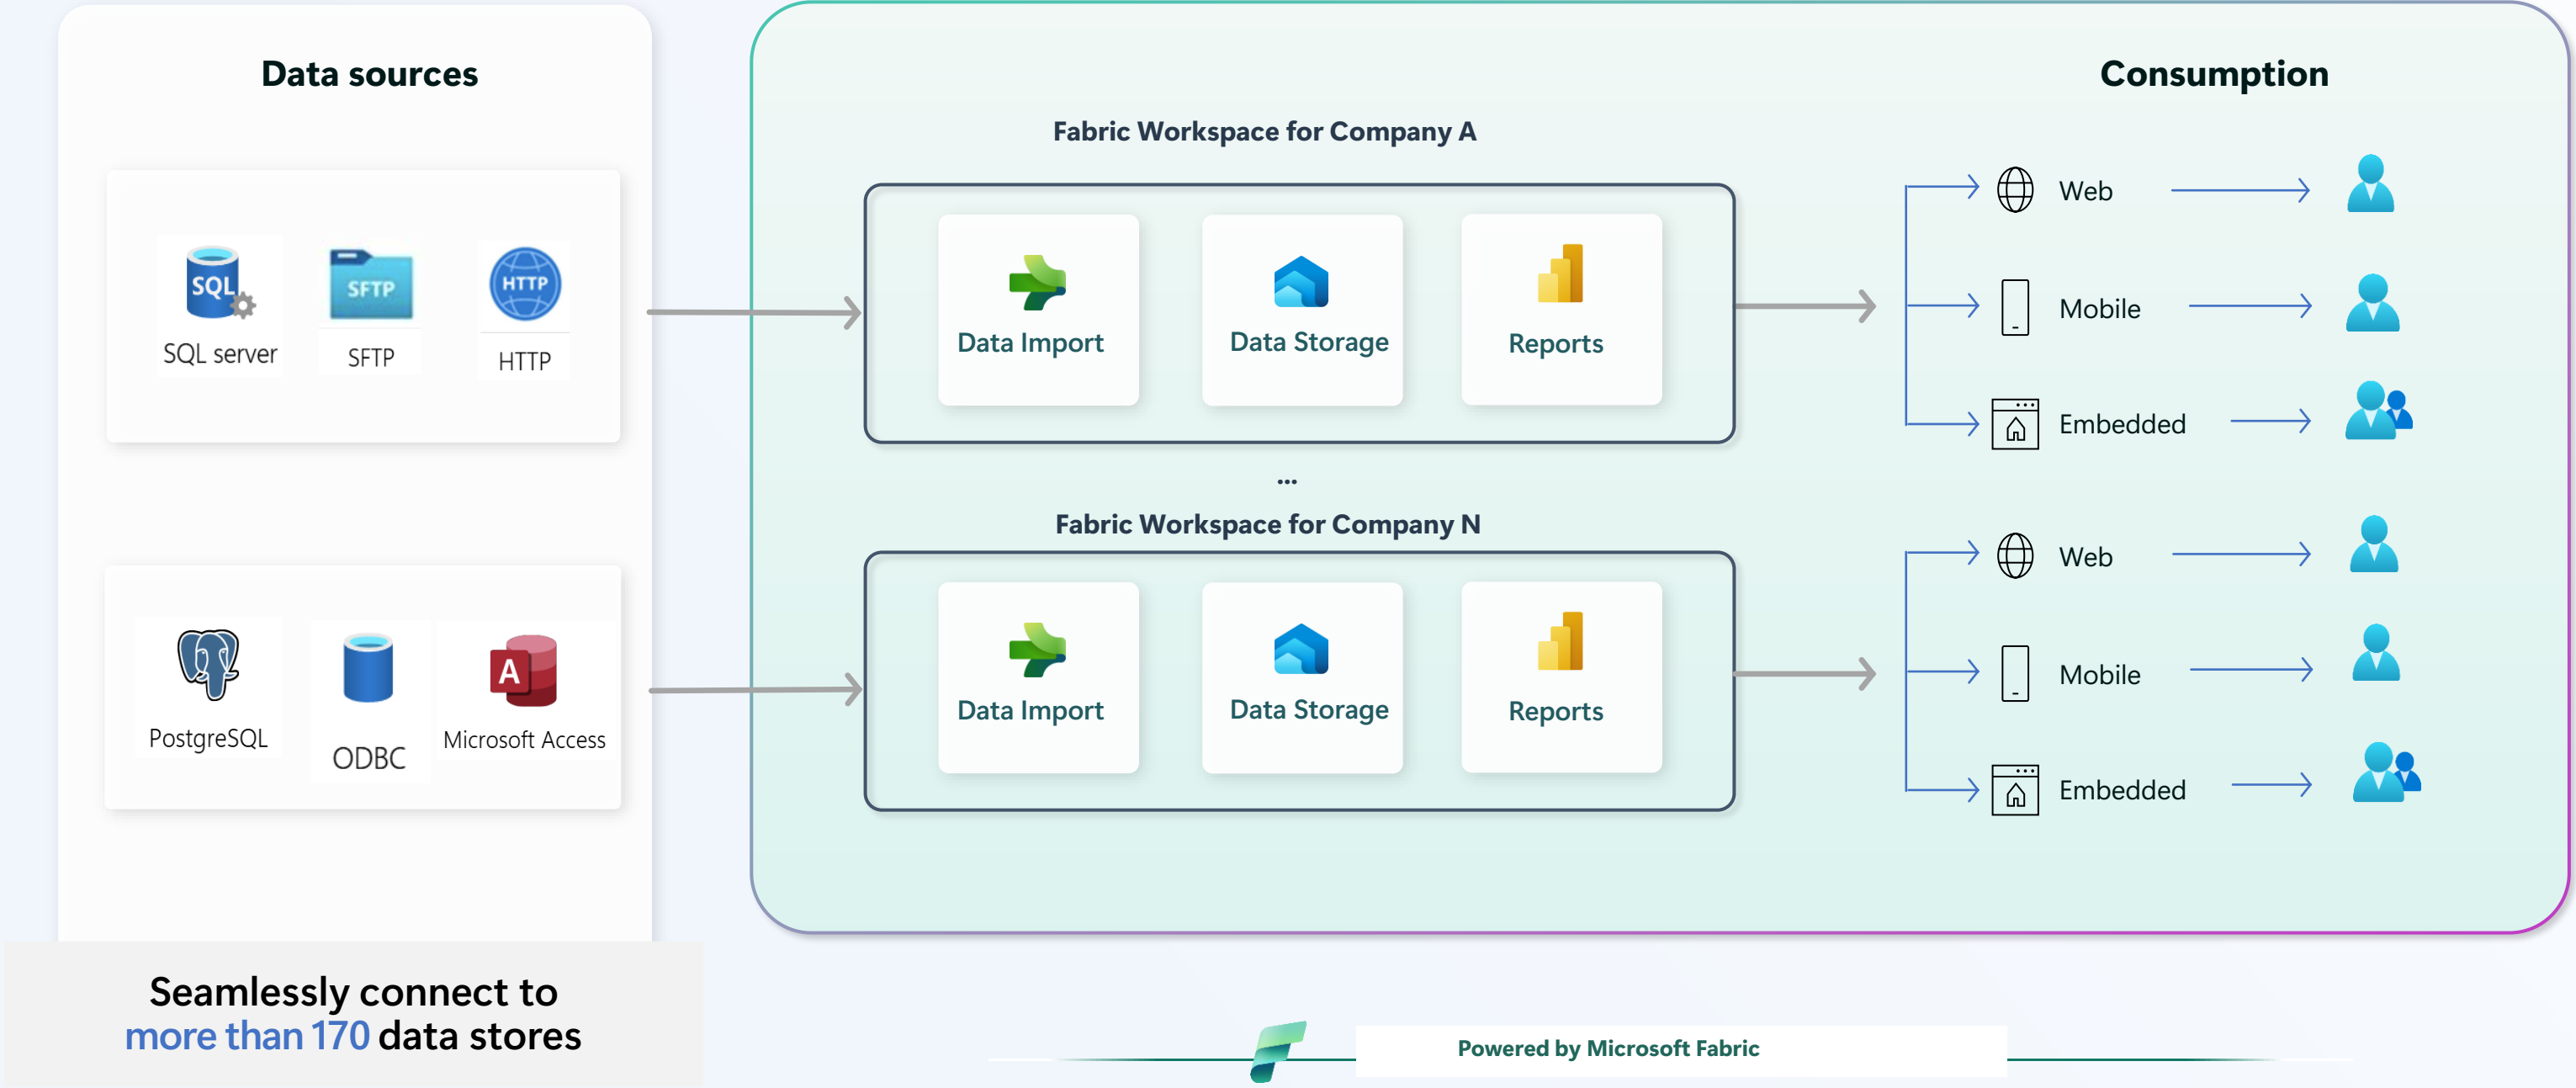 Data sources
SQL
SQL server
SFTP
SFTP
HTTP
HTTP
PostgreSQL
ODBC
A
Microsoft Access
Seamlessly connect to
more than 170 data stores
Fabric Workspace for Company A
Data Import
Data Storage
Reports
...
Fabric Workspace for Company N
Data Import
Data Storage
Reports
Consumption
Web
Mobile
Embedded
Web
Mobile
Embedded
Powered by Microsoft Fabric